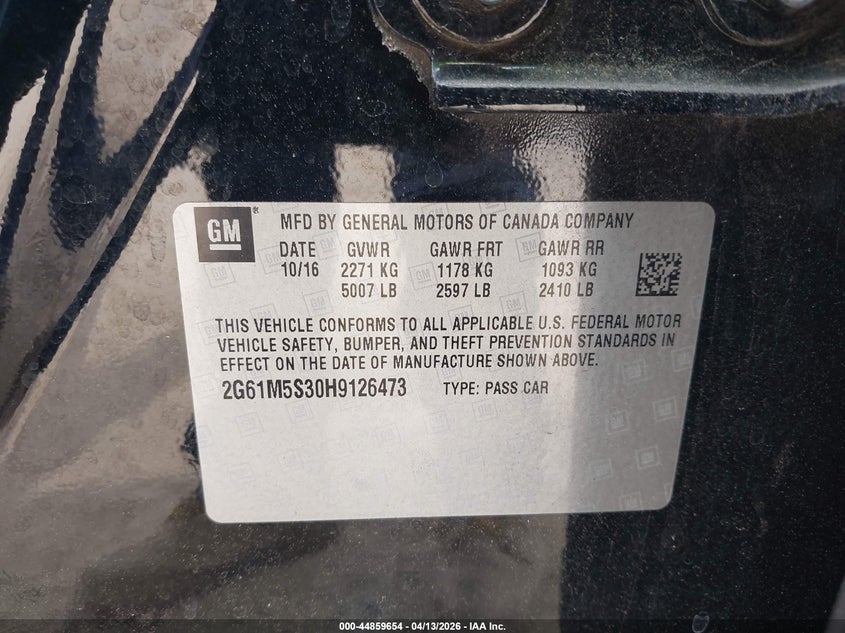 GM ® MFD BY GENERAL MOTORS OF CANADA COMPANY
DATE GVWR GAWR FRT GAWR RR
10/16 2271 KG 1178 KG 1093 KG
5007 LB 2597 LB 2410 LB
THIS VEHICLE CONFORMS TO ALL APPLICABLE U.S. FEDERAL MOTOR
VEHICLE SAFETY, BUMPER, AND THEFT PREVENTION STANDARDS IN
EFFECT ON THE DATE OF MANUFACTURE SHOWN ABOVE.
2G61M5S30H9126473 TYPE: PASS CAR
000-44859654 - 04/13/2026 - IAA Inc.